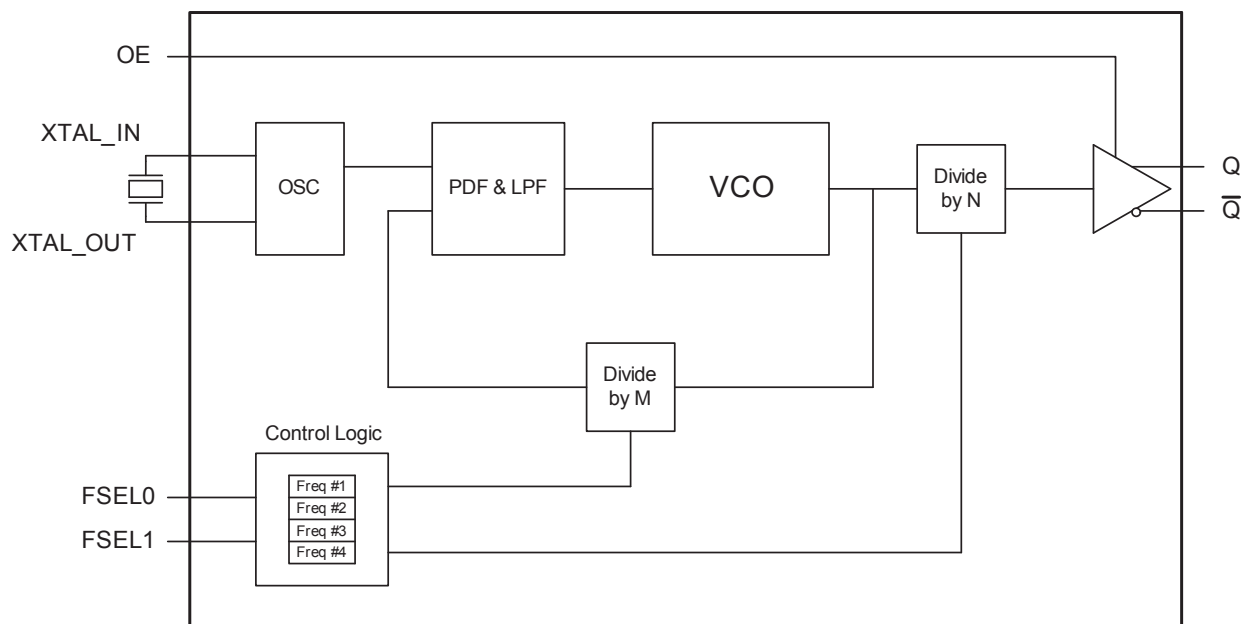 OE
XTAL_IN
OSC
PDF & LPF
VCO
Divide
by N
Q
Q̅
XTAL_OUT
Divide
by M
Control Logic
FSEL0
FSEL1
Freq #1
Freq #2
Freq #3
Freq #4